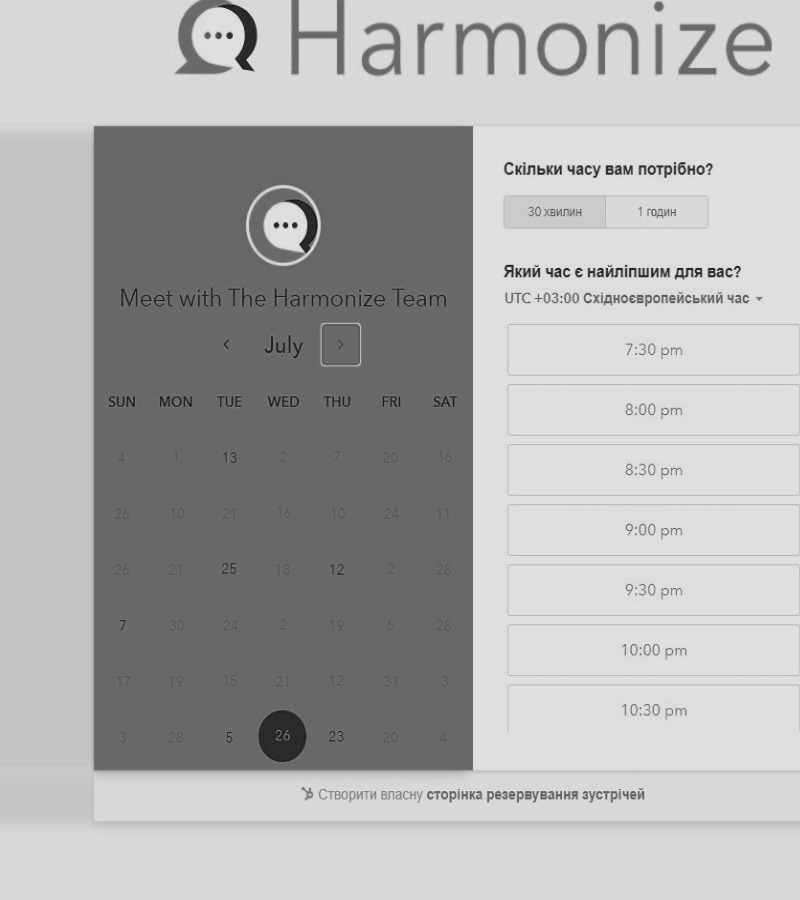 Harmonize
Meet with The Harmonize Team
July
SUN MON TUE WED THU FRI SAT
4 1 13 2 7 20 16
26 10 21 16 10 24 11
26 21 25 18 12 2 28
7 30 24 2 19 6 28
17 19 15 21 12 31 3
3 28 5 26 23 20 4
Скільки часу вам потрібно?
30 хвилин 1 годин
Який час є найліпшим для вас?
UTC +03:00 Східноєвропейський час
7:30 pm
8:00 pm
8:30 pm
9:00 pm
9:30 pm
10:00 pm
10:30 pm
Створити власну сторінка резервування зустрічей